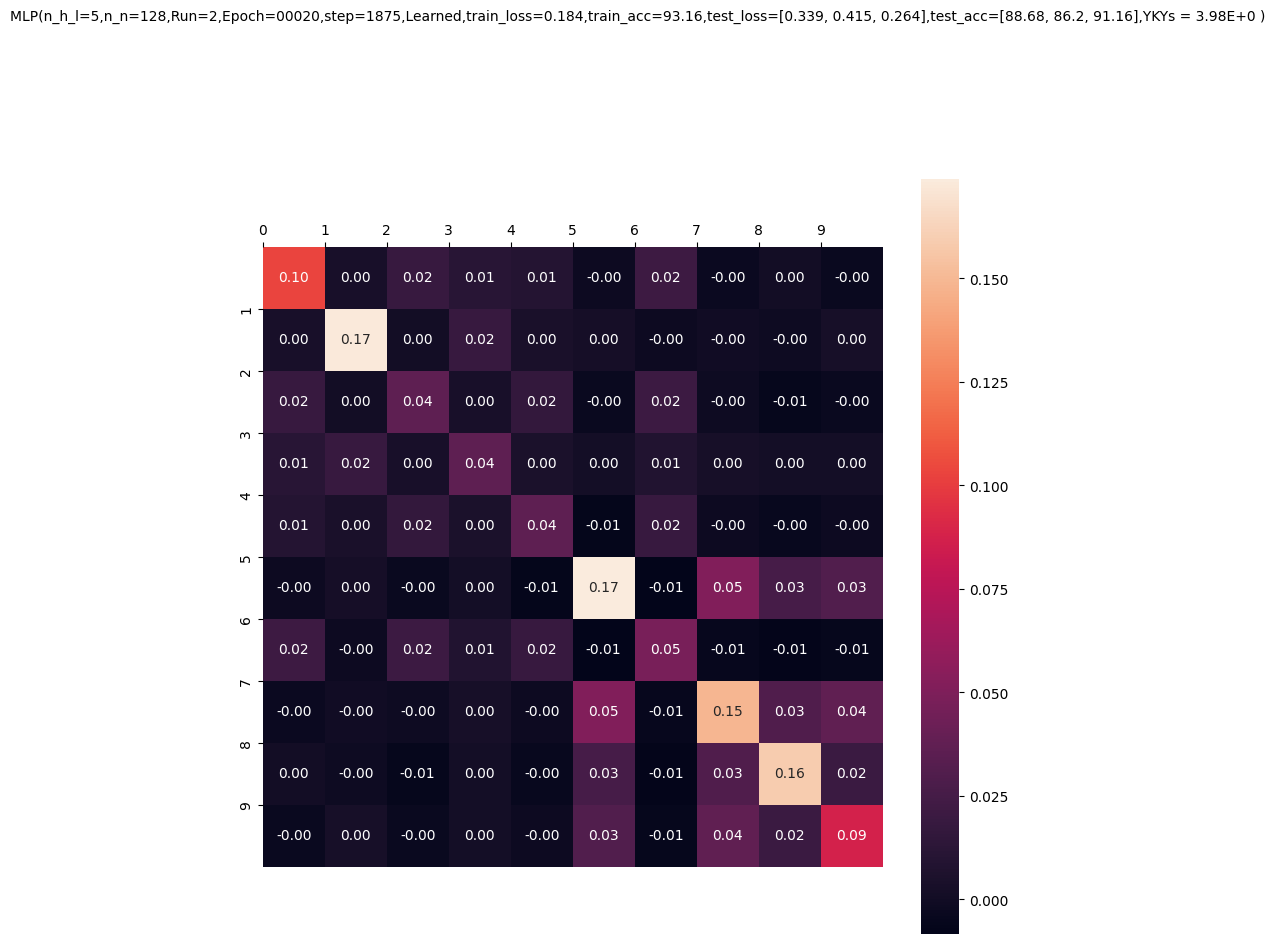 MLP(n_h_l=5,n_n=128,Run=2,Epoch=00020,step=1875,Learned,train_loss=0.184,train_acc=93.16,test_loss=[0.339, 0.415, 0.264],test_acc=[88.68, 86.2, 91.16],YKYs = 3.98E+0 )
0 1 2 3 4 5 6 7 8 9
0.10 0.00 0.02 0.01 0.01 -0.00 0.02 -0.00 0.00 -0.00
1
0.00 0.17 0.00 0.02 0.00 0.00 -0.00 -0.00 -0.00 0.00
2
0.02 0.00 0.04 0.00 0.02 -0.00 0.02 -0.00 -0.01 -0.00
3
0.01 0.02 0.00 0.04 0.00 0.00 0.01 0.00 0.00 0.00
4
0.01 0.00 0.02 0.00 0.04 -0.01 0.02 -0.00 -0.00 -0.00
5
-0.00 0.00 -0.00 0.00 -0.01 0.17 -0.01 0.05 0.03 0.03
6
0.02 -0.00 0.02 0.01 0.02 -0.01 0.05 -0.01 -0.01 -0.01
7
-0.00 -0.00 -0.00 0.00 -0.00 0.05 -0.01 0.15 0.03 0.04
8
0.00 -0.00 -0.01 0.00 -0.00 0.03 -0.01 0.03 0.16 0.02
9
-0.00 0.00 -0.00 0.00 -0.00 0.03 -0.01 0.04 0.02 0.09
0.150
0.125
0.100
0.075
0.050
0.025
0.000